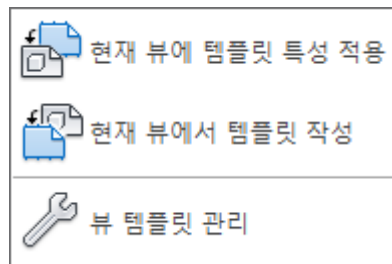 현재 뷰에 템플릿 특성 적용
현재 뷰에서 템플릿 작성
뷰 템플릿 관리